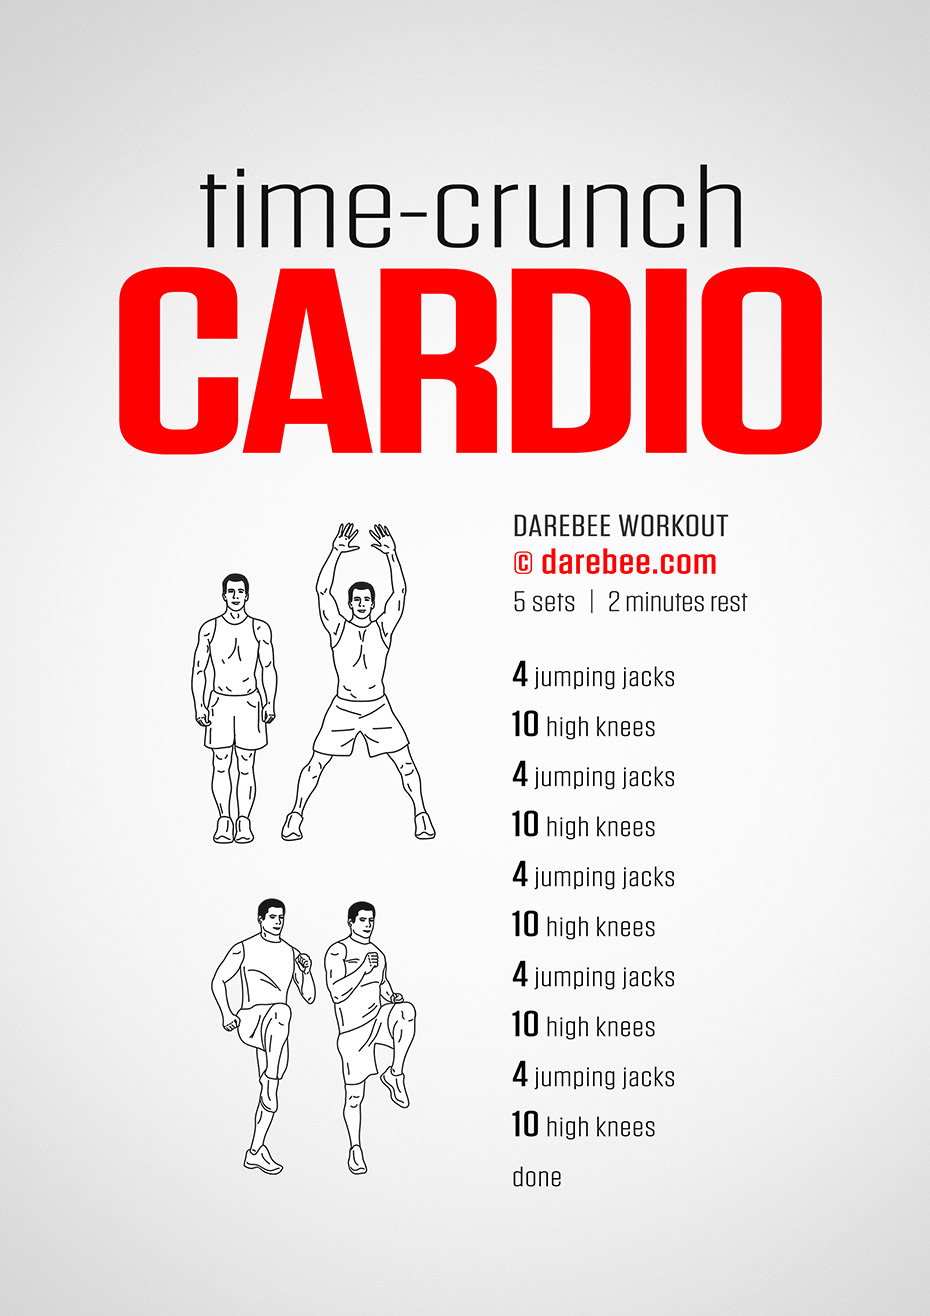 time-crunch
CARDIO
DAREBEE WORKOUT
© darebee.com
5 sets | 2 minutes rest
4 jumping jacks
10 high knees
4 jumping jacks
10 high knees
4 jumping jacks
10 high knees
4 jumping jacks
10 high knees
4 jumping jacks
10 high knees
done